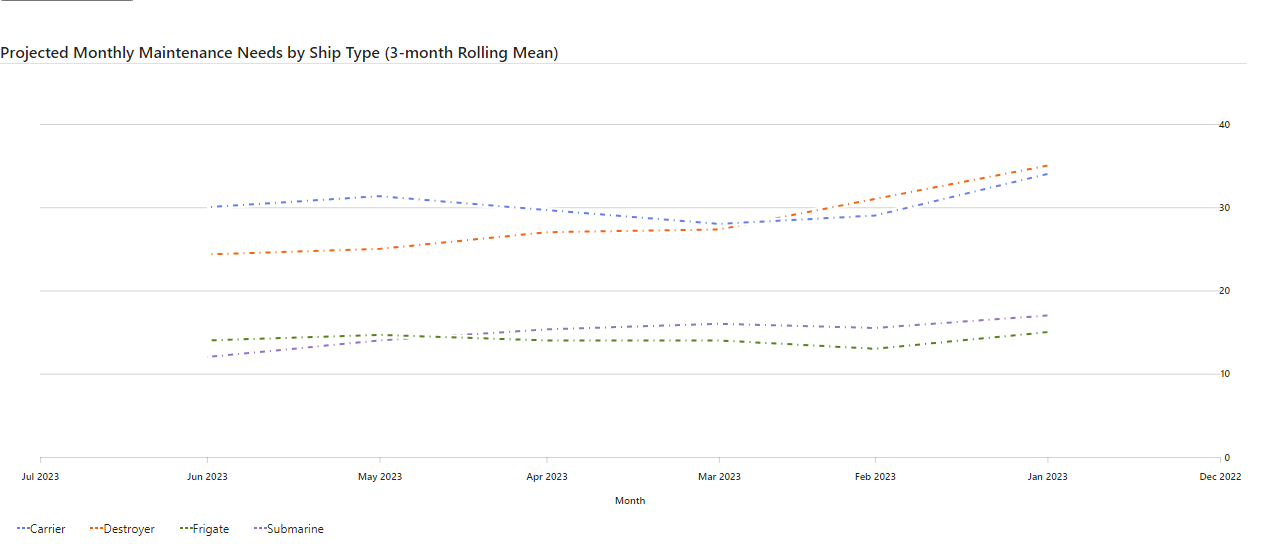 Projected Monthly Maintenance Needs by Ship Type (3-month Rolling Mean)
40
30
20
10
0
Jul 2023 Jun 2023 May 2023 Apr 2023 Mar 2023 Feb 2023 Jan 2023 Dec 2022
Month
Carrier Destroyer Frigate Submarine